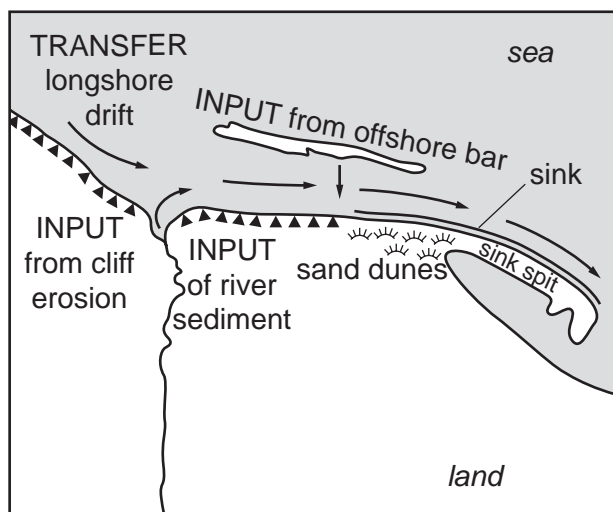 TRANSFER
longshore
drift
sea
INPUT from offshore bar
sink
INPUT
from cliff
erosion
INPUT
of river
sediment
sand dunes
sink spit
land